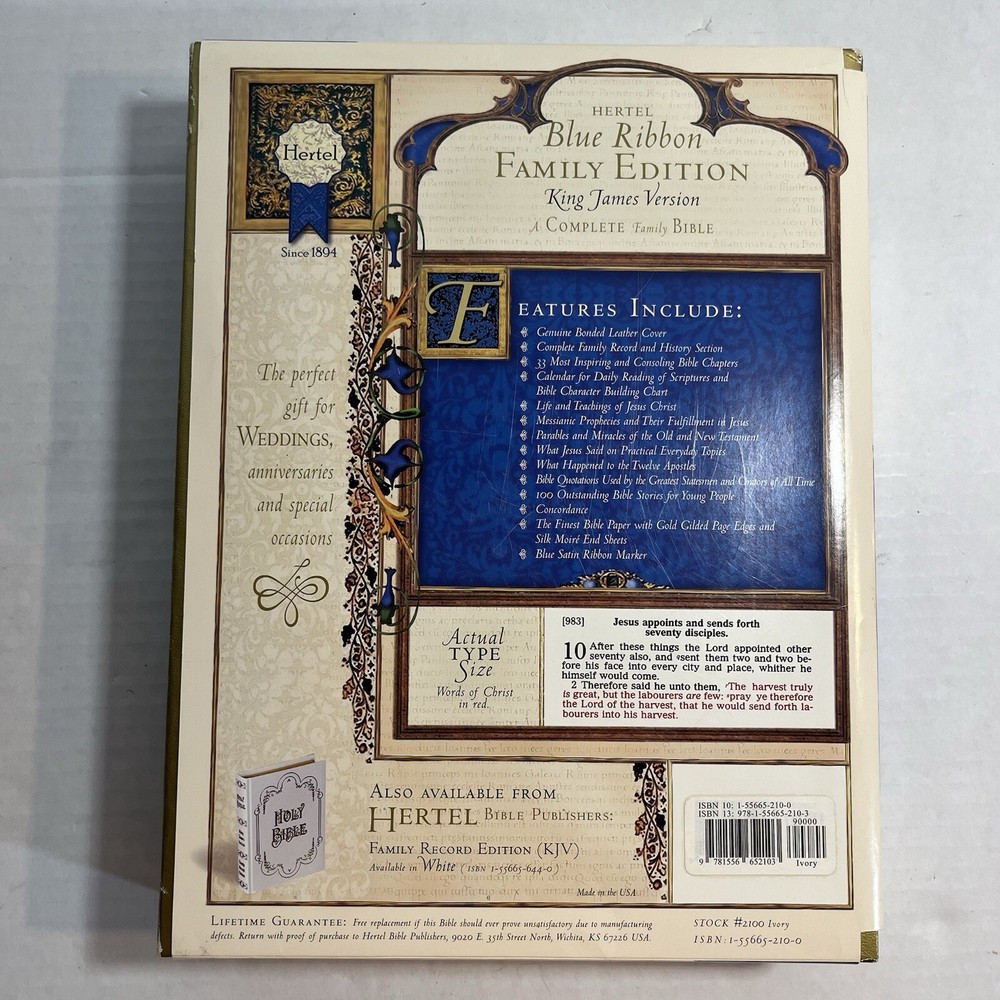 Hertel
Since 1894
HERTEL
Blue Ribbon
FAMILY EDITION
King James Version
A COMPLETE Family BIBLE
The perfect
gift for
WEDDINGS,
anniversaries
and special
occasions
FEATURES INCLUDE:
Genuine Bonded Leather Cover
Complete Family Record and History Section
33 Most Inspiring and Consoling Bible Chapters
Calendar for Daily Reading of Scriptures and
Bible Character Building Chart
Life and Teachings of Jesus Christ
Messianic Prophecies and Their Fulfillment in Jesus
Parables and Miracles of the Old and New Testament
What Jesus Said on Practical Everyday Topics
What Happened to the Twelve Apostles
Bible Quotations Used by the Greatest Statesmen and Orators of All Time
100 Outstanding Bible Stories for Young People
Concordance
The Finest Bible Paper with Gold Gilded Page Edges and
Silk Moiré End Sheets
Blue Satin Ribbon Marker
Actual
TYPE
Size
Words of Christ
in red.
[983] Jesus appoints and sends forth
seventy disciples.
10 After these things the Lord appointed other
seventy also, and sent them two and two be-
fore his face into every city and place, whither he
himself would come.
2 Therefore said he unto them, The harvest truly
is great, but the labourers are few: pray ye therefore
the Lord of the harvest, that he would send forth la-
bourers into his harvest.
HOLY
BIBLE
ALSO AVAILABLE FROM
HERTEL BIBLE PUBLISHERS:
FAMILY RECORD EDITION (KJV)
Available in White (ISBN 1-55665-644-0)
Made in the USA
ISBN 10: 1-55665-210-0
ISBN 13: 978-1-55665-210-3
90000
9 781556 652103
Ivory
LIFETIME GUARANTEE: Free replacement if this Bible should ever prove unsatisfactory due to manufacturing
defects. Return with proof of purchase to Hertel Bible Publishers, 9020 E. 35th Street North, Wichita, KS 67226 USA.
STOCK #2100 Ivory
ISBN: 1-55665-210-0